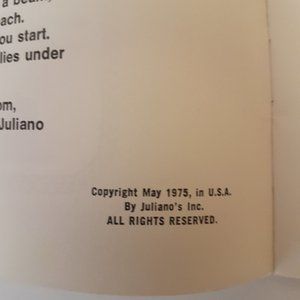 a beam,
ach.
ou start.
lies under
om,
Juliano
Copyright May 1975, in U.S.A.
By Juliano's Inc.
ALL RIGHTS RESERVED.